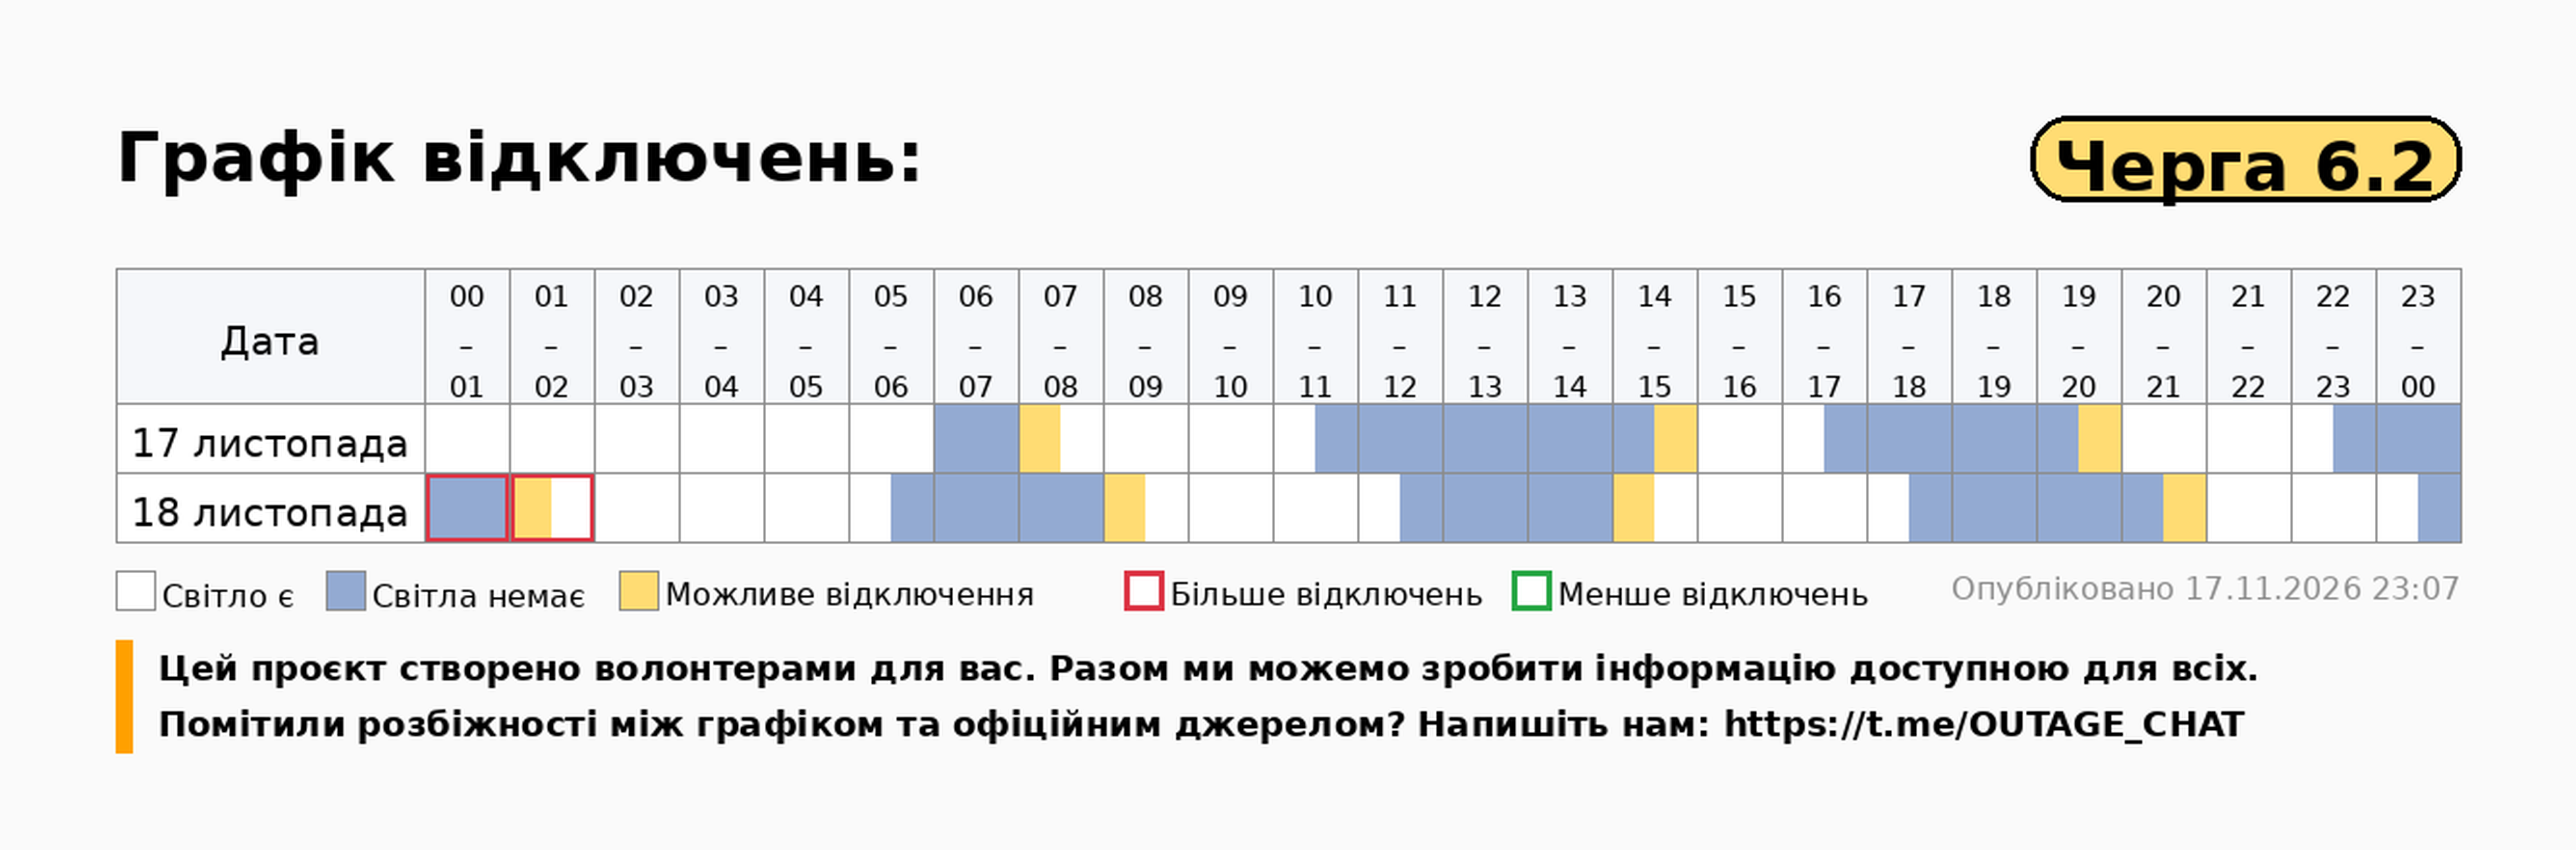 Графік відключень:
Черга 6.2
Дата
00 – 01
01 – 02
02 – 03
03 – 04
04 – 05
05 – 06
06 – 07
07 – 08
08 – 09
09 – 10
10 – 11
11 – 12
12 – 13
13 – 14
14 – 15
15 – 16
16 – 17
17 – 18
18 – 19
19 – 20
20 – 21
21 – 22
22 – 23
23 – 00
17 листопада
18 листопада
Світло є
Світла немає
Можливе відключення
Більше відключень
Менше відключень
Опубліковано 17.11.2026 23:07
Цей проєкт створено волонтерами для вас. Разом ми можемо зробити інформацію доступною для всіх.
Помітили розбіжності між графіком та офіційним джерелом? Напишіть нам: https://t.me/OUTAGE_CHAT